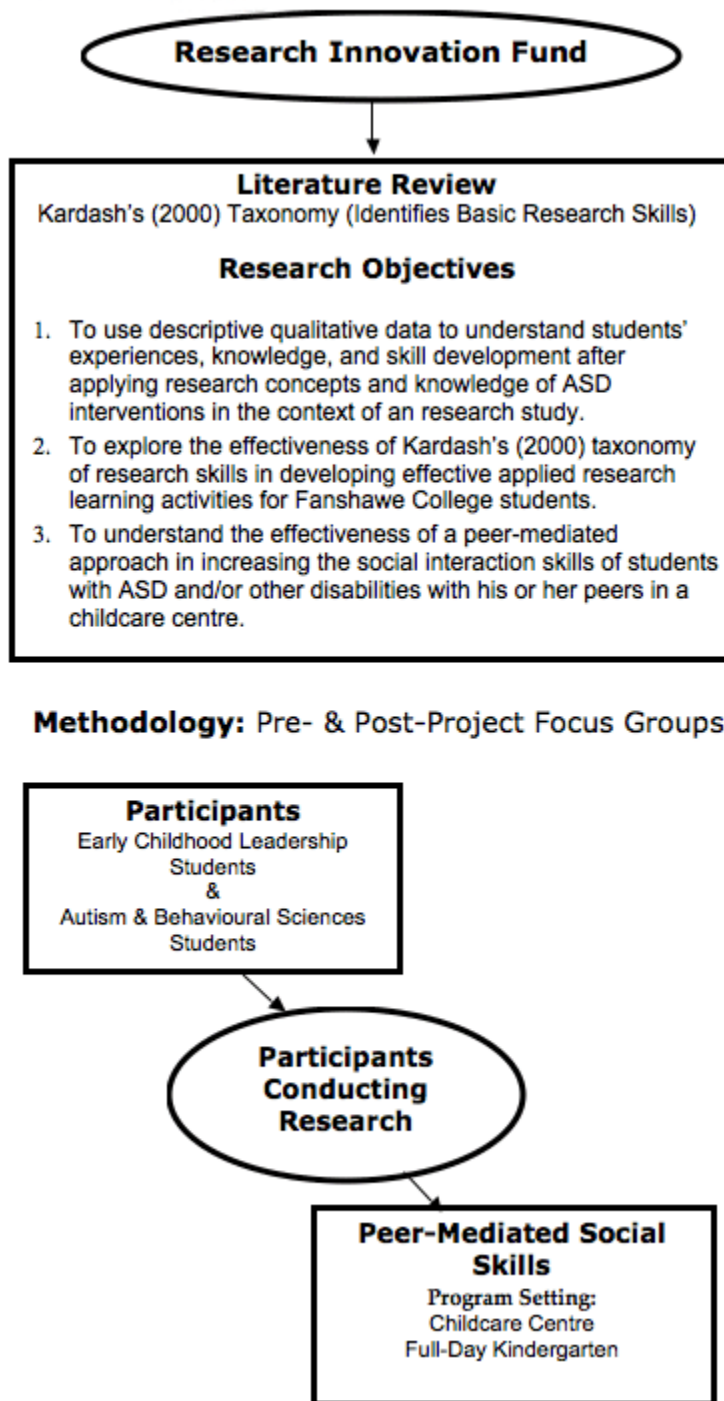 Research Innovation Fund
Literature Review
Kardash's (2000) Taxonomy (Identifies Basic Research Skills)
Research Objectives
1. To use descriptive qualitative data to understand students'
experiences, knowledge, and skill development after
applying research concepts and knowledge of ASD
interventions in the context of an research study.
2. To explore the effectiveness of Kardash's (2000) taxonomy
of research skills in developing effective applied research
learning activities for Fanshawe College students.
3. To understand the effectiveness of a peer-mediated
approach in increasing the social interaction skills of students
with ASD and/or other disabilities with his or her peers in a
childcare centre.
Methodology: Pre- & Post-Project Focus Groups
Participants
Early Childhood Leadership
Students
&
Autism & Behavioural Sciences
Students
Participants
Conducting
Research
Peer-Mediated Social
Skills
Program Setting:
Childcare Centre
Full-Day Kindergarten